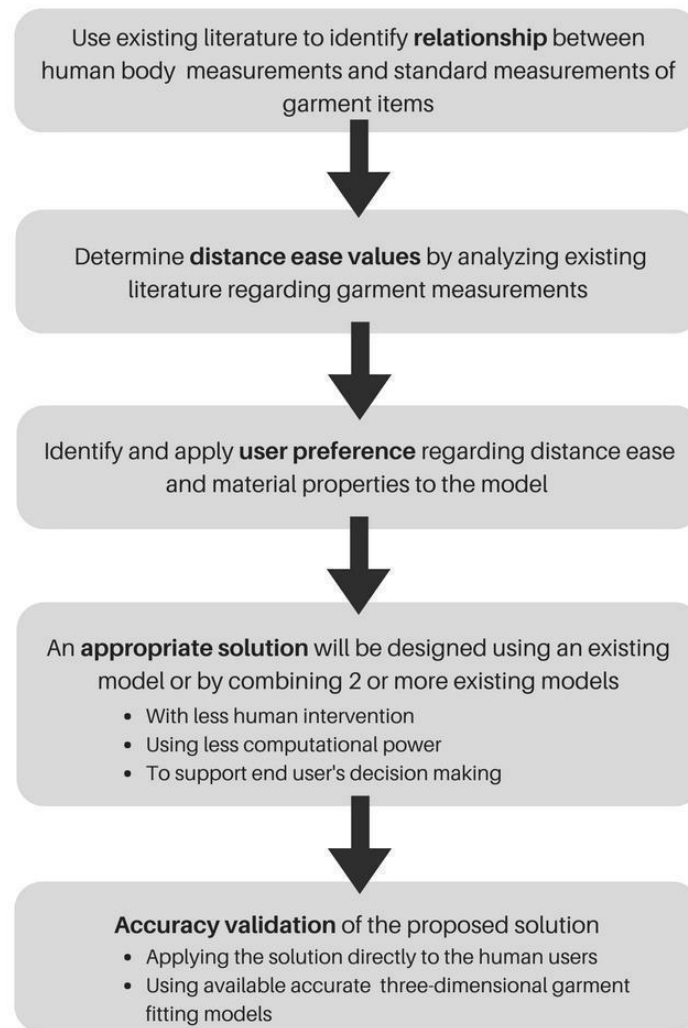 Use existing literature to identify relationship between
human body measurements and standard measurements of
garment items
Determine distance ease values by analyzing existing
literature regarding garment measurements
Identify and apply user preference regarding distance ease
and material properties to the model
An appropriate solution will be designed using an existing
model or by combining 2 or more existing models
• With less human intervention
• Using less computational power
• To support end user's decision making
Accuracy validation of the proposed solution
• Applying the solution directly to the human users
• Using available accurate three-dimensional garment
fitting models